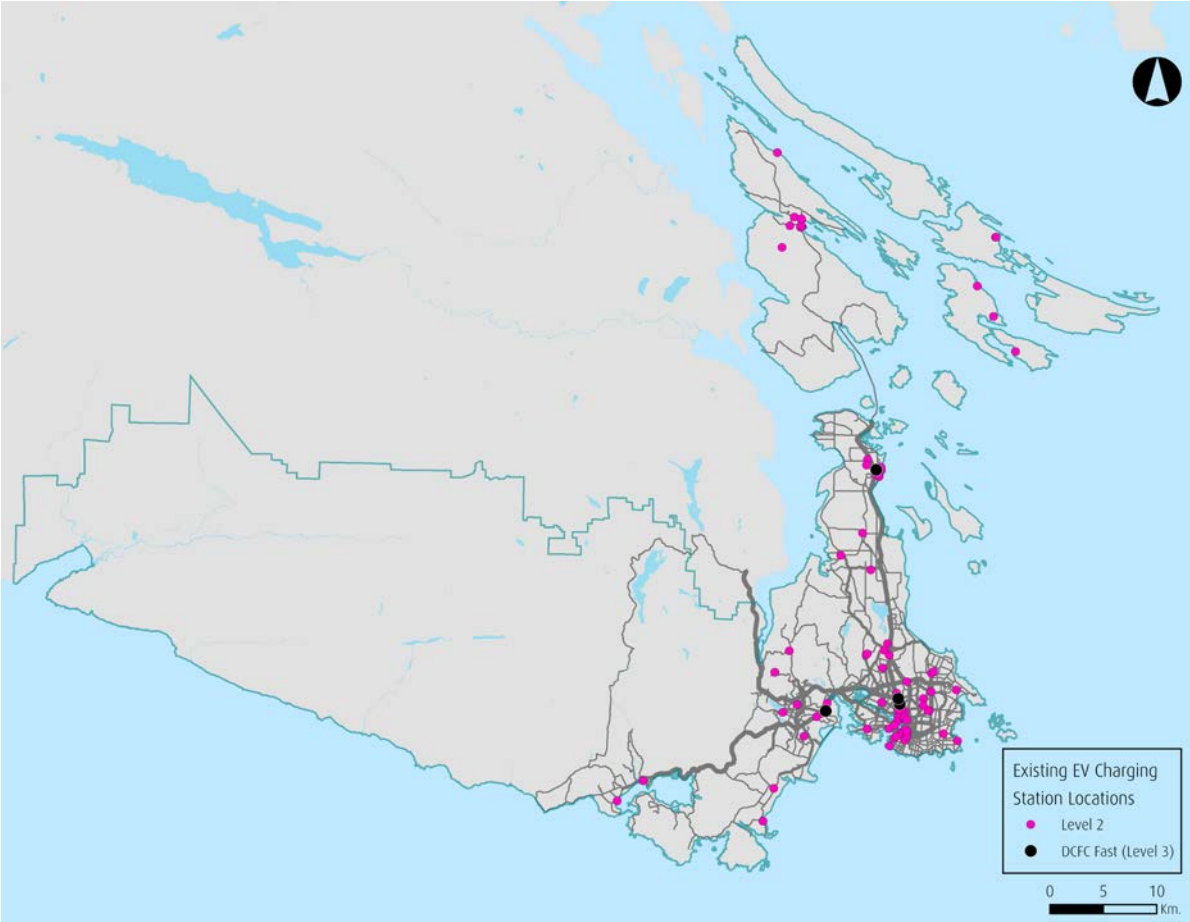 Existing EV Charging
Station Locations
Level 2
DCFC Fast (Level 3)
0 5 10
Km.